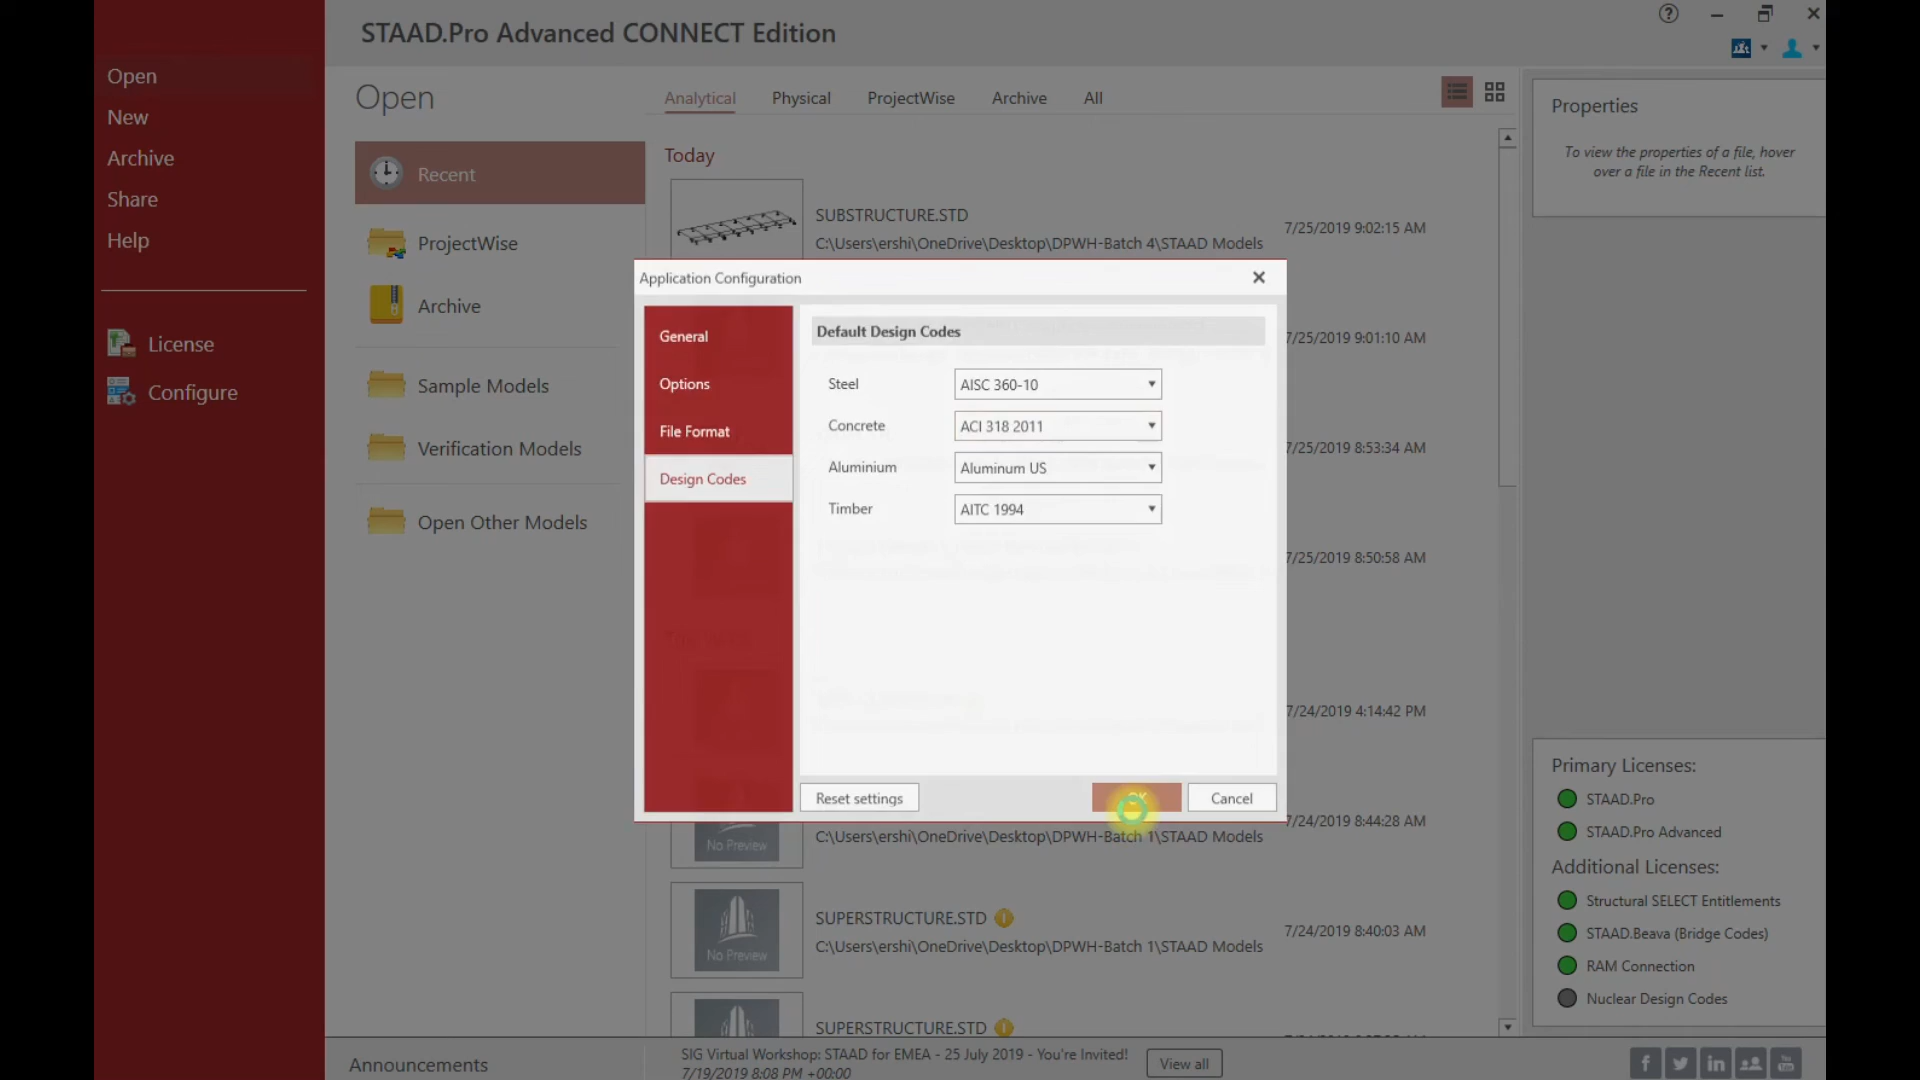 STAAD.Pro Advanced CONNECT Edition
Open
New
Archive
Share
Help
License
Configure
Open
Recent
ProjectWise
Archive
Sample Models
Verification Models
Open Other Models
Analytical
Physical
ProjectWise
Archive
All
Today
SUBSTRUCTURE.STD
C:\Users\ershi\OneDrive\Desktop\DPWH-Batch 4\STAAD Models
7/25/2019 9:02:15 AM
7/25/2019 9:01:10 AM
7/25/2019 8:53:34 AM
7/25/2019 8:50:58 AM
7/24/2019 4:14:42 PM
Application Configuration
General
Options
File Format
Design Codes
Default Design Codes
Steel
AISC 360-10
Concrete
ACI 318 2011
Aluminium
Aluminum US
Timber
AITC 1994
Reset settings
OK
Cancel
No Preview
C:\Users\ershi\OneDrive\Desktop\DPWH-Batch 1\STAAD Models
7/24/2019 8:44:28 AM
No Preview
SUPERSTRUCTURE.STD
C:\Users\ershi\OneDrive\Desktop\DPWH-Batch 1\STAAD Models
7/24/2019 8:40:03 AM
SUPERSTRUCTURE.STD
Properties
To view the properties of a file, hover
over a file in the Recent list.
Primary Licenses:
STAAD.Pro
STAAD.Pro Advanced
Additional Licenses:
Structural SELECT Entitlements
STAAD.Beava (Bridge Codes)
RAM Connection
Nuclear Design Codes
Announcements
SIG Virtual Workshop: STAAD for EMEA - 25 July 2019 - You're Invited!
7/19/2019 8:08 PM +00:00
View all